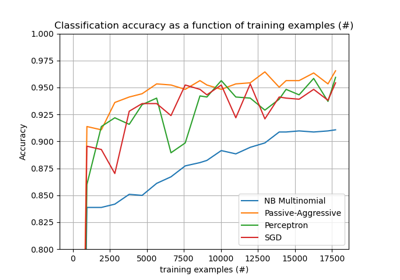 Classification accuracy as a function of training examples (#)
1.000
0.975
0.950
0.925
0.900
0.875
0.850
0.825
0.800
Accuracy
NB Multinomial
Passive-Aggressive
Perceptron
SGD
0 2500 5000 7500 10000 12500 15000 17500
training examples (#)